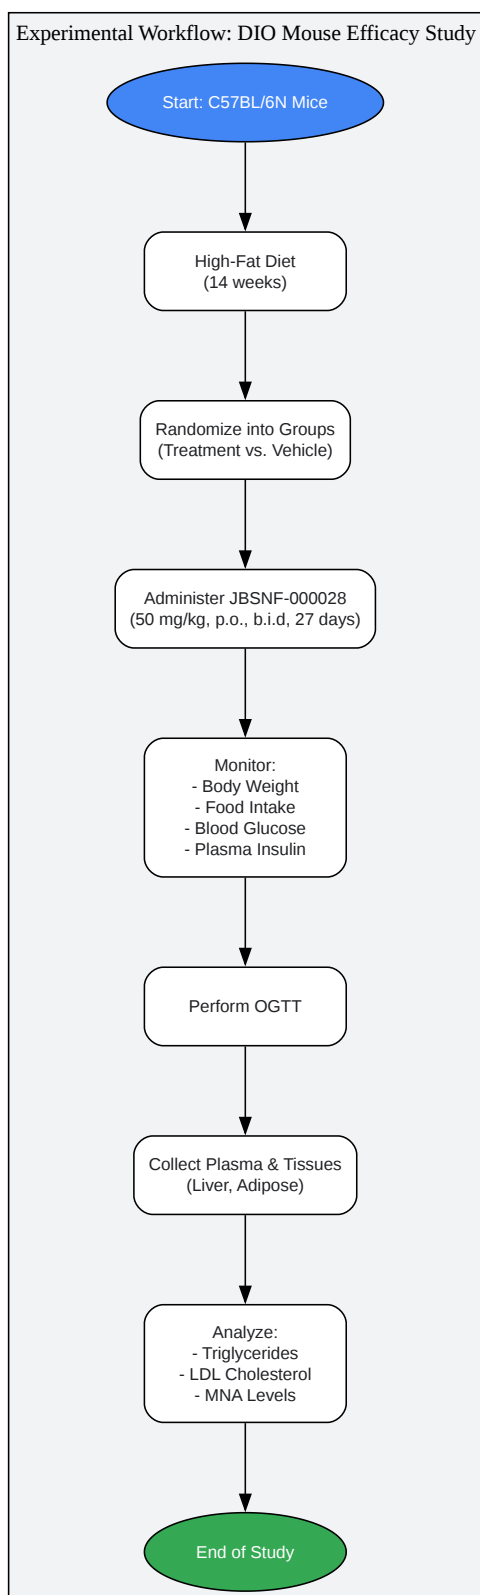 Experimental Workflow: DIO Mouse Efficacy Study
Start: C57BL/6N Mice
High-Fat Diet
(14 weeks)
Randomize into Groups
(Treatment vs. Vehicle)
Administer JBSNF-000028
(50 mg/kg, p.o., b.i.d, 27 days)
Monitor:
- Body Weight
- Food Intake
- Blood Glucose
- Plasma Insulin
Perform OGTT
Collect Plasma & Tissues
(Liver, Adipose)
Analyze:
- Triglycerides
- LDL Cholesterol
- MNA Levels
End of Study